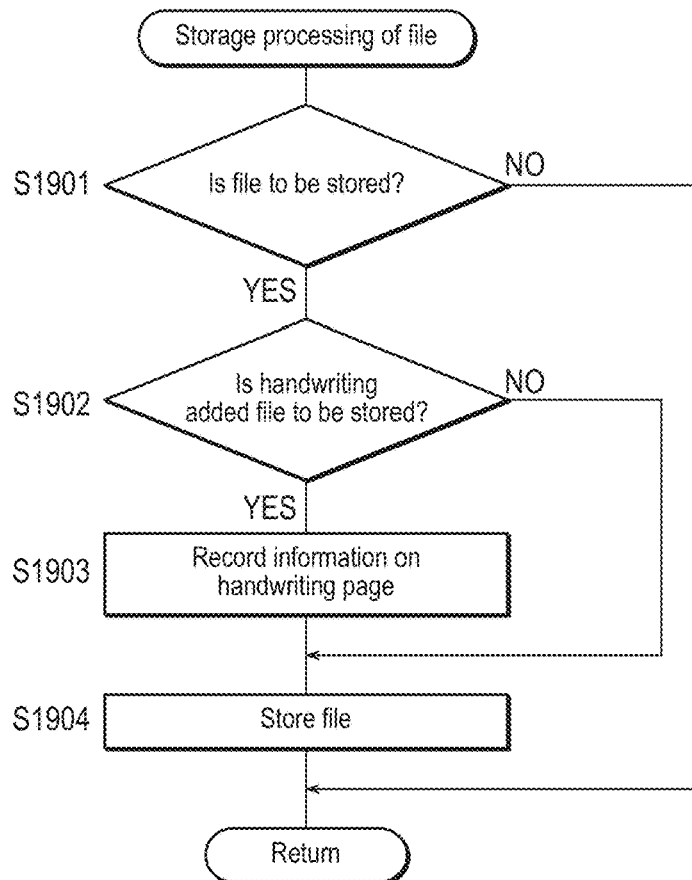 Storage processing of file
S1901
Is file to be stored?
NO
YES
S1902
Is handwriting
added file to be stored?
NO
YES
S1903
Record information on
handwriting page
S1904
Store file
Return